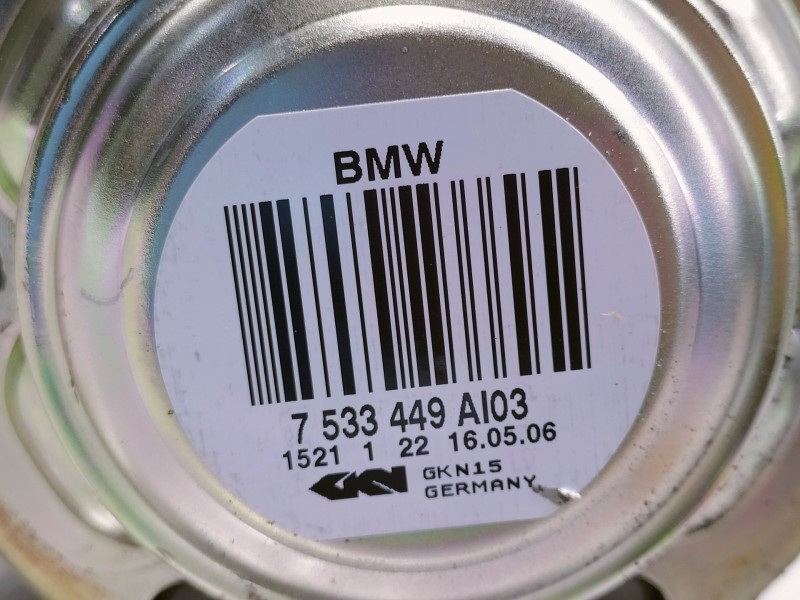 BMW
7 533 449 AI03
1521 1 22 16.05.06
GKN GKN15
GERMANY